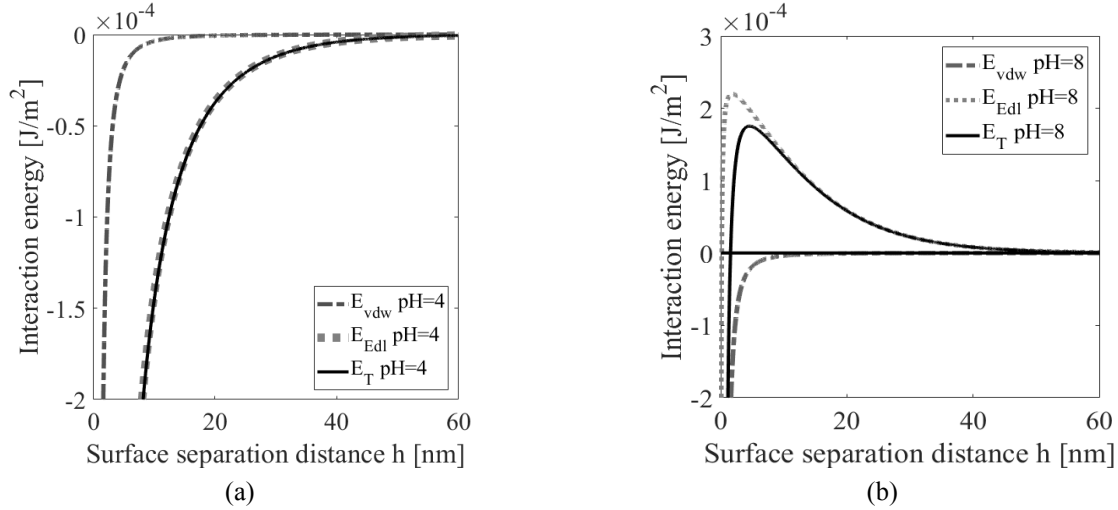 ×10⁻⁴
0
-0.5
-1
-1.5
-2
Interaction energy [J/m²]
E_vdw pH=4
E_Edl pH=4
E_T pH=4
0 10 20 30 40 50 60
Surface separation distance h [nm]
(a)
×10⁻⁴
3
2
1
0
-1
-2
Interaction energy [J/m²]
E_vdw pH=8
E_Edl pH=8
E_T pH=8
0 20 40 60
Surface separation distance h [nm]
(b)